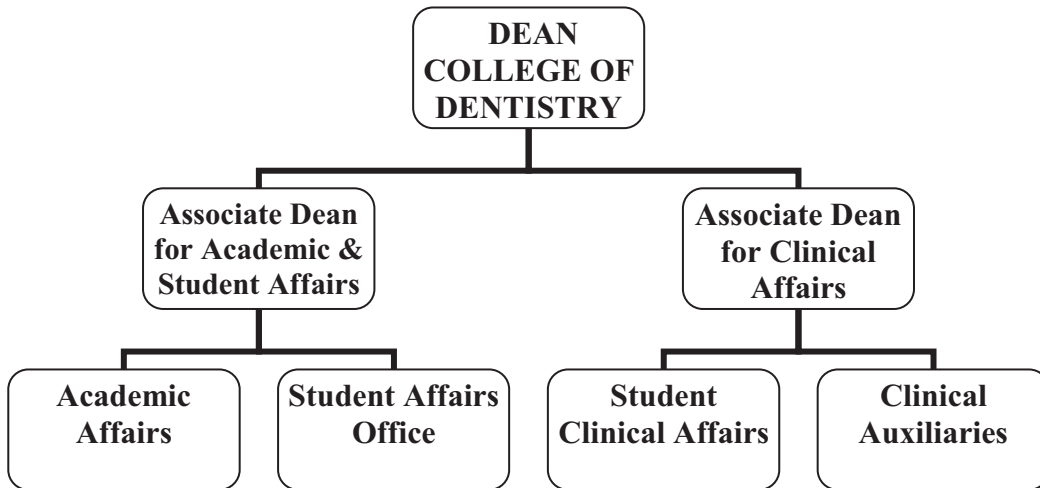 DEAN
COLLEGE OF
DENTISTRY
Associate Dean
for Academic &
Student Affairs
Associate Dean
for Clinical
Affairs
Academic
Affairs
Student Affairs
Office
Student
Clinical Affairs
Clinical
Auxiliaries